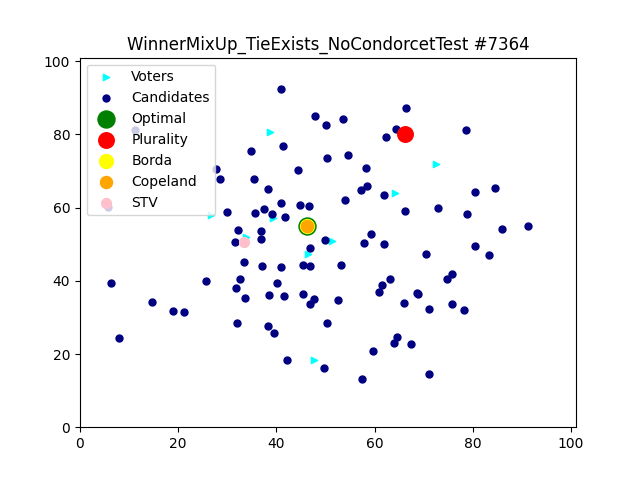 WinnerMixUp_TieExists_NoCondorcetTest #7364
Voters
Candidates
Optimal
Plurality
Borda
Copeland
STV
100
80
60
40
20
0
0 20 40 60 80 100